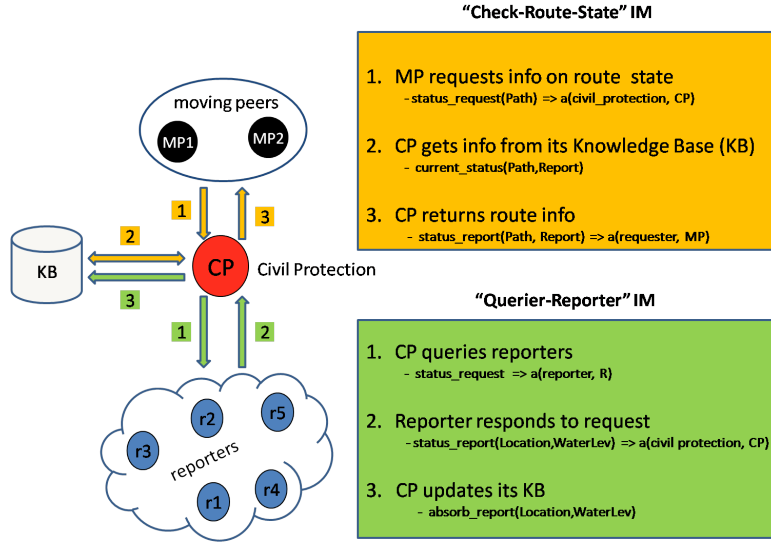 “Check-Route-State” IM
moving peers
MP1
MP2
1
3
2
KB
CP
Civil Protection
3
1
2
r2
r5
r3
reporters
r1
r4
1. MP requests info on route state
- status_request(Path) => a(civil_protection, CP)
2. CP gets info from its Knowledge Base (KB)
- current_status(Path,Report)
3. CP returns route info
- status_report(Path, Report) => a(requester, MP)
“Querier-Reporter” IM
1. CP queries reporters
- status_request => a(reporter, R)
2. Reporter responds to request
- status_report(Location,WaterLev) => a(civil protection, CP)
3. CP updates its KB
- absorb_report(Location,WaterLev)